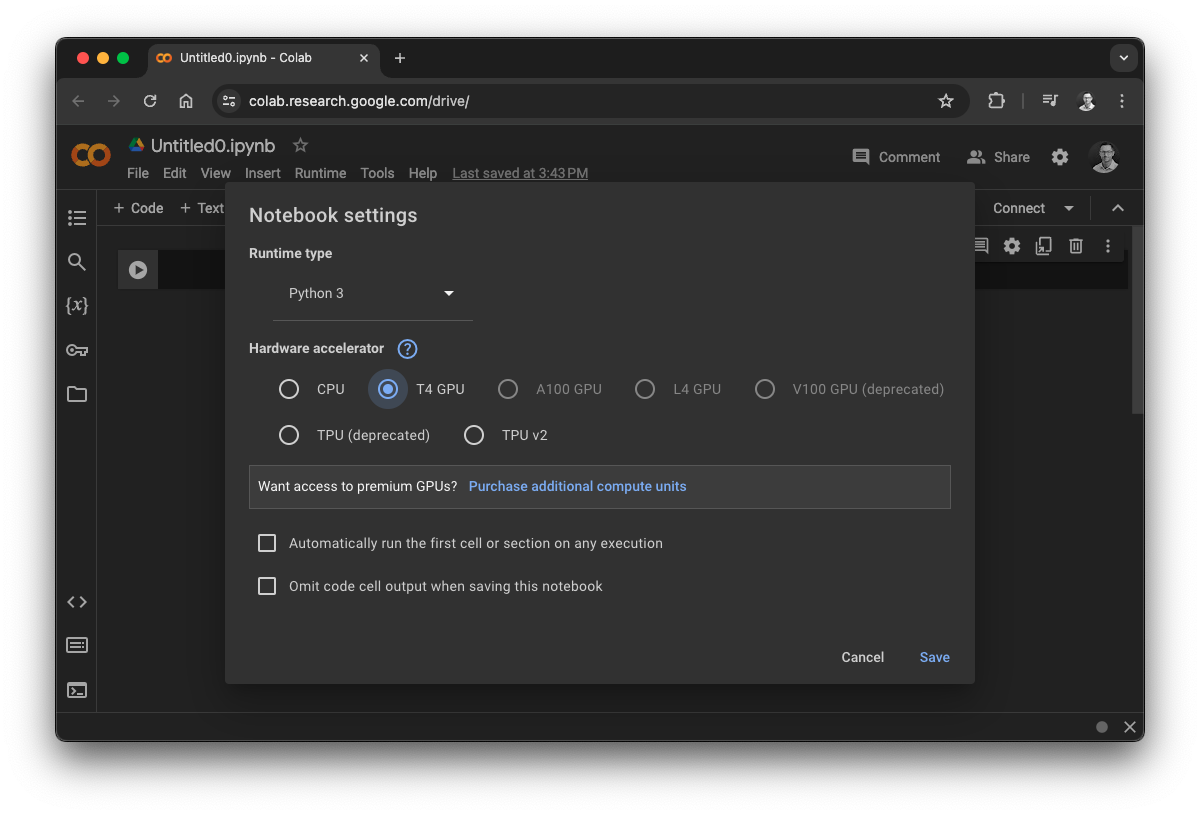 Untitled0.ipynb - Colab
colab.research.google.com/drive/
Untitled0.ipynb
File Edit View Insert Runtime Tools Help Last saved at 3:43 PM
Comment Share
+ Code + Text
Connect
Notebook settings
Runtime type
Python 3
Hardware accelerator ?
CPU T4 GPU A100 GPU L4 GPU V100 GPU (deprecated)
TPU (deprecated) TPU v2
Want access to premium GPUs? Purchase additional compute units
Automatically run the first cell or section on any execution
Omit code cell output when saving this notebook
Cancel Save
{x}